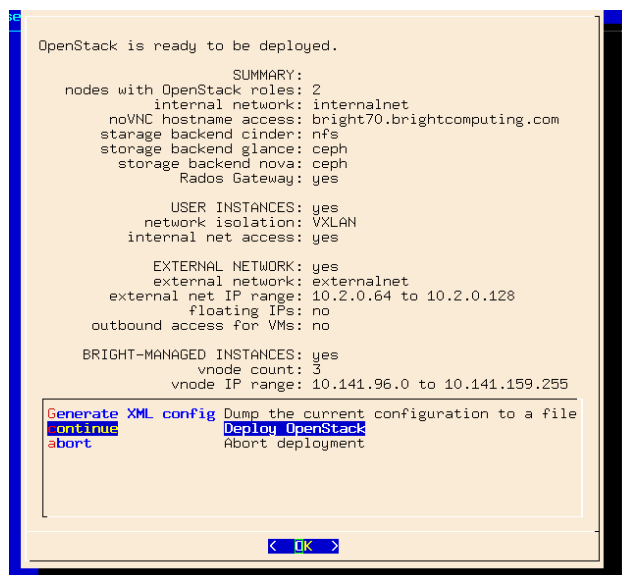 se
OpenStack is ready to be deployed.
SUMMARY:
nodes with OpenStack roles: 2
internal network: internalnet
noVNC hostname access: bright70.brightcomputing.com
starage backend cinder: nfs
storage backend glance: ceph
storage backend nova: ceph
Rados Gateway: yes
USER INSTANCES: yes
network isolation: VXLAN
internal net access: yes
EXTERNAL NETWORK: yes
external network: externalnet
external net IP range: 10.2.0.64 to 10.2.0.128
floating IPs: no
outbound access for VMs: no
BRIGHT-MANAGED INSTANCES: yes
vnode count: 3
vnode IP range: 10.141.96.0 to 10.141.159.255
Generate XML config Dump the current configuration to a file
continue Deploy OpenStack
abort Abort deployment
< OK >